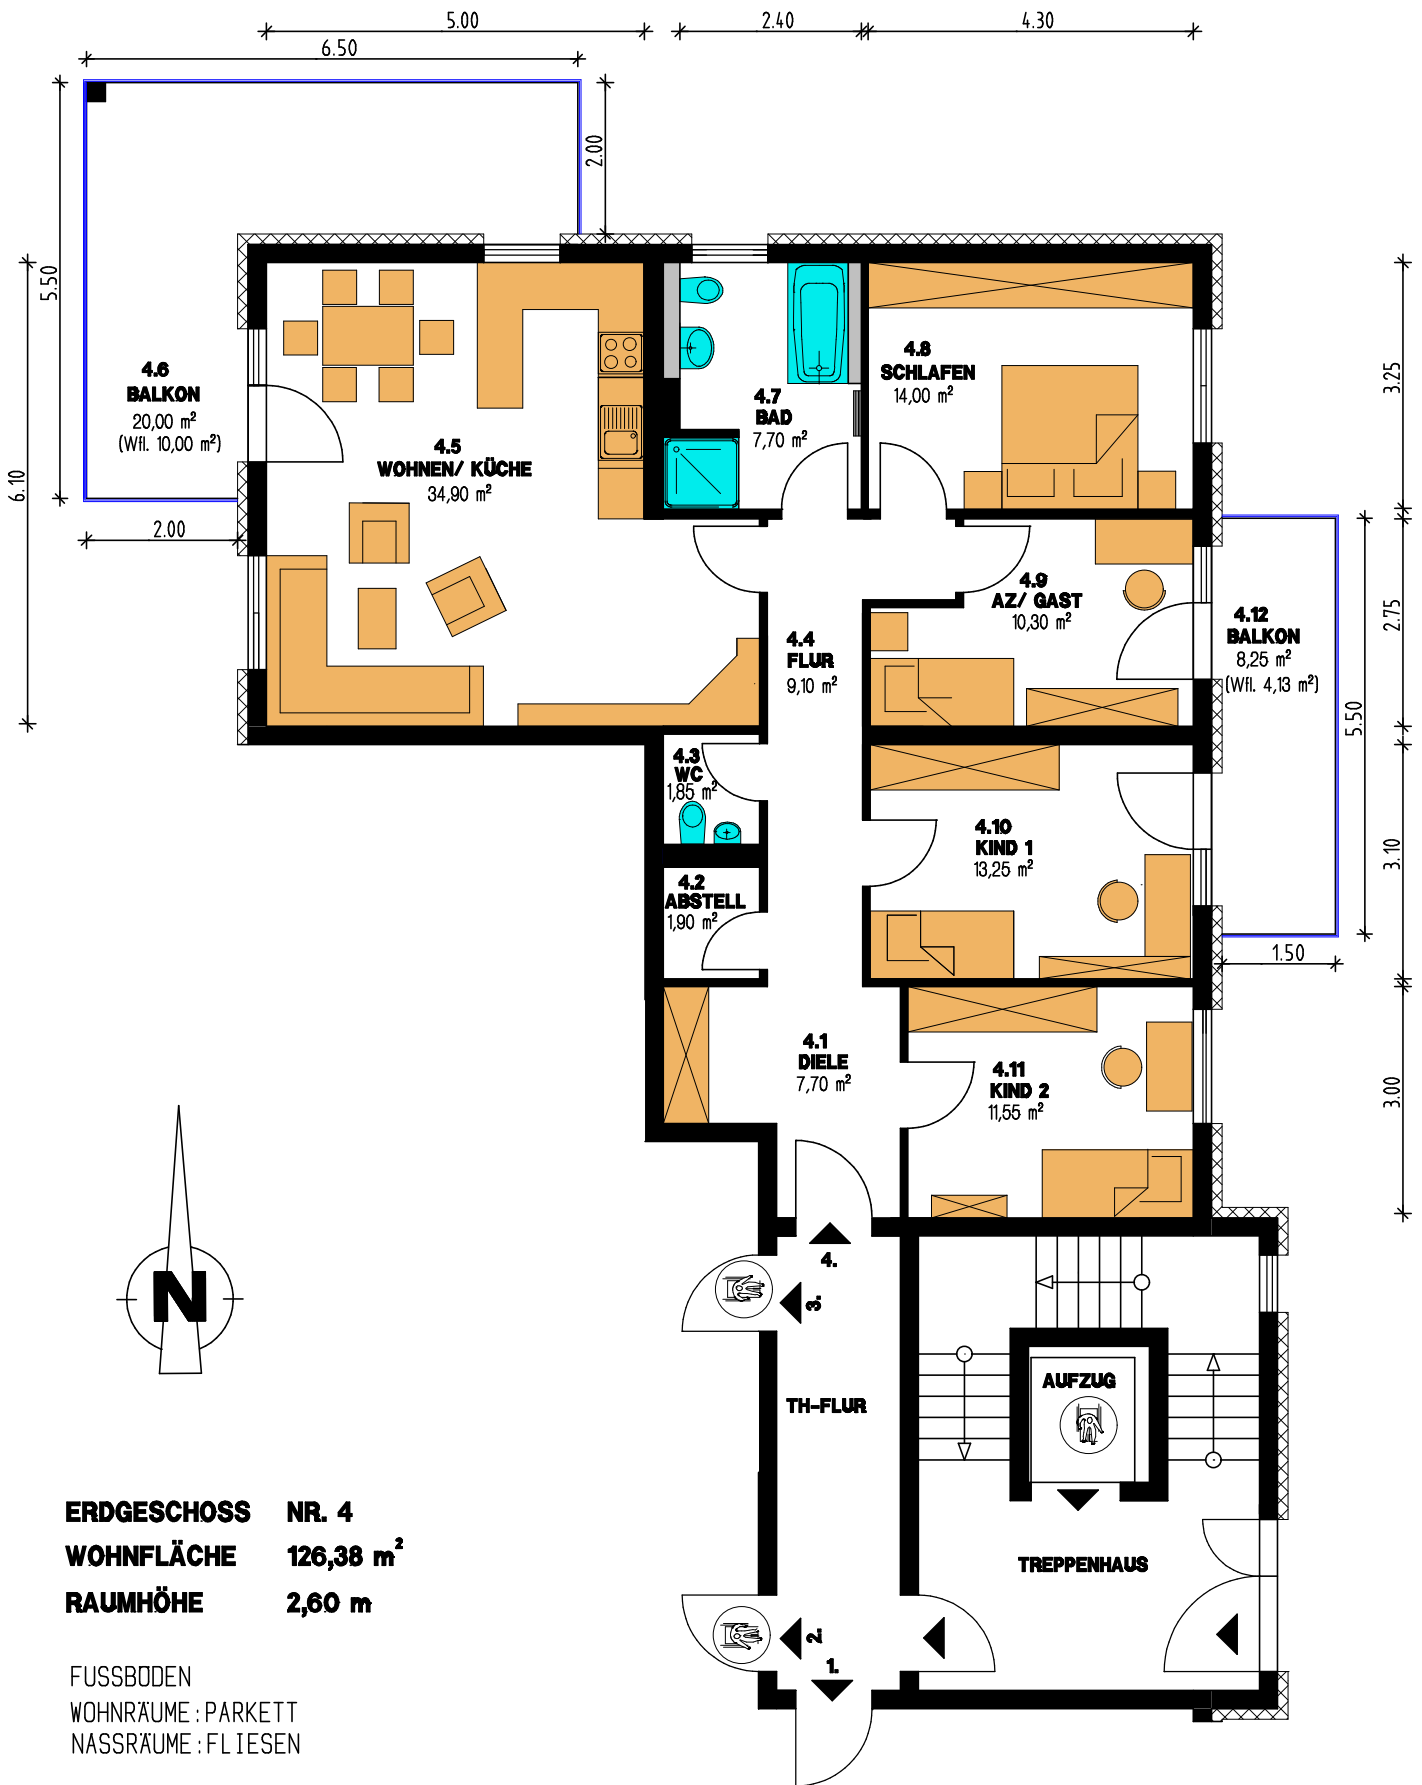 5.00
2.40
4.30
6.50
2.00
5.50
6.10
2.00
4.6
BALKON
20,00 m²
(Wfl. 10,00 m²)
4.5
WOHNEN/ KÜCHE
34,90 m²
4.7
BAD
7,70 m²
4.8
SCHLAFEN
14,00 m²
3.25
4.9
AZ/ GAST
10,30 m²
2.75
4.12
BALKON
8,25 m²
(Wfl. 4,13 m²)
5.50
1.50
4.4
FLUR
9,10 m²
4.3
WC
1,85 m²
4.10
KIND 1
13,25 m²
3.10
4.2
ABSTELL
1,90 m²
4.1
DIELE
7,70 m²
4.11
KIND 2
11,55 m²
3.00
N
4.
3.
TH-FLUR
AUFZUG
TREPPENHAUS
2.
1.
ERDGESCHOSS NR. 4
WOHNFLÄCHE 126,38 m²
RAUMHÖHE 2,60 m
FUSSBÖDEN
WOHNRÄUME:PARKETT
NASSRÄUME:FLIESEN